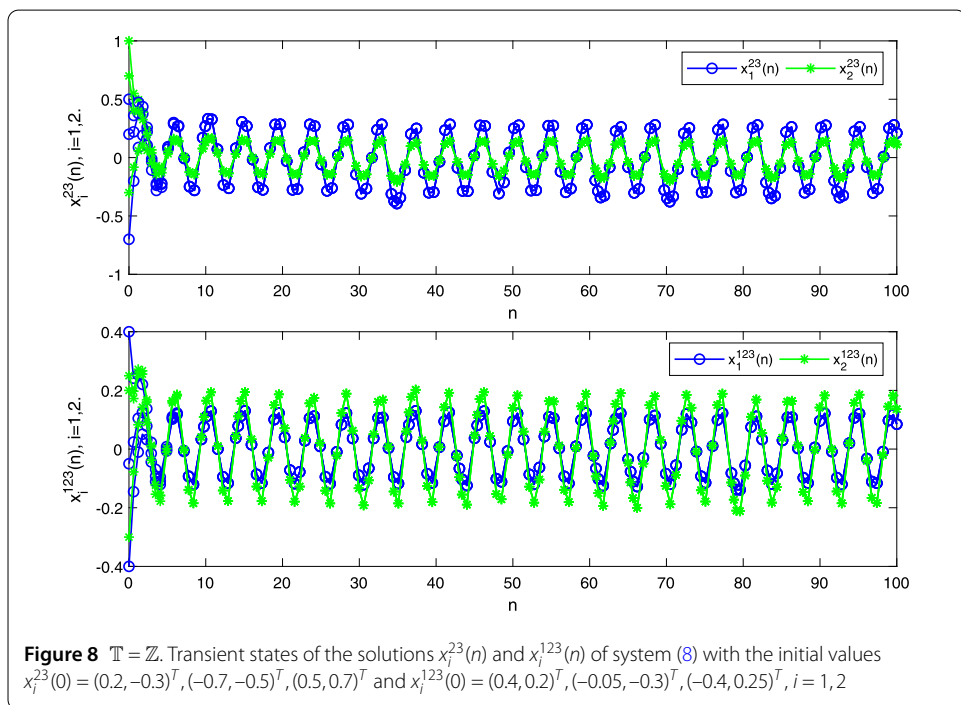 1
0.5
0
-0.5
-1
x_i^{23}(n), i=1,2.
x_1^{23}(n) x_2^{23}(n)
0 10 20 30 40 50 60 70 80 90 100
n
0.4
0.2
0
-0.2
-0.4
x_i^{123}(n), i=1,2.
x_1^{123}(n) x_2^{123}(n)
0 10 20 30 40 50 60 70 80 90 100
n
Figure 8 𝕋 = ℤ. Transient states of the solutions x_i^{23}(n) and x_i^{123}(n) of system (8) with the initial values
x_i^{23}(0) = (0.2, −0.3)^T, (−0.7, −0.5)^T, (0.5, 0.7)^T and x_i^{123}(0) = (0.4, 0.2)^T, (−0.05, −0.3)^T, (−0.4, 0.25)^T, i = 1, 2